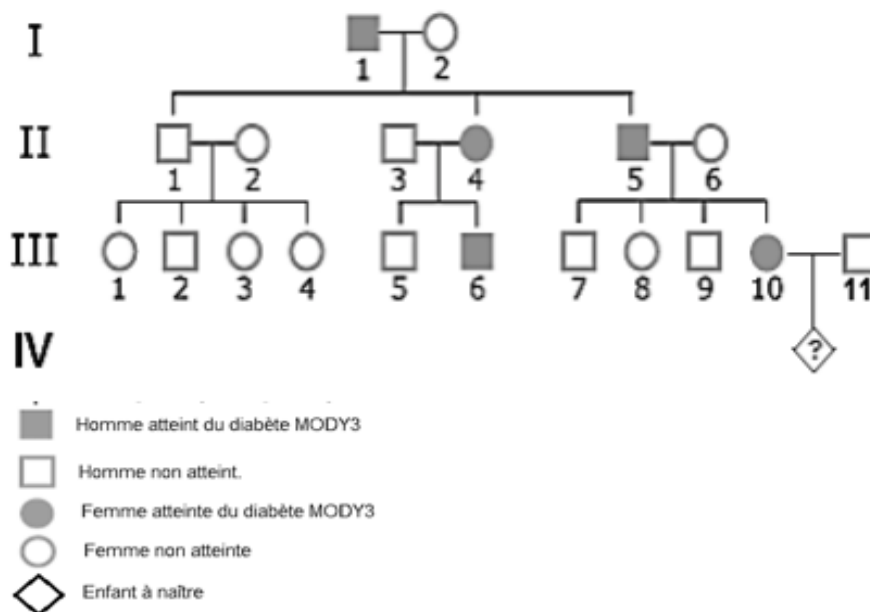 I
1 2
II
1 2 3 4 5 6
III
1 2 3 4 5 6 7 8 9 10 11
IV
?
Homme atteint du diabète MODY3
Homme non atteint.
Femme atteinte du diabète MODY3
Femme non atteinte
Enfant à naître